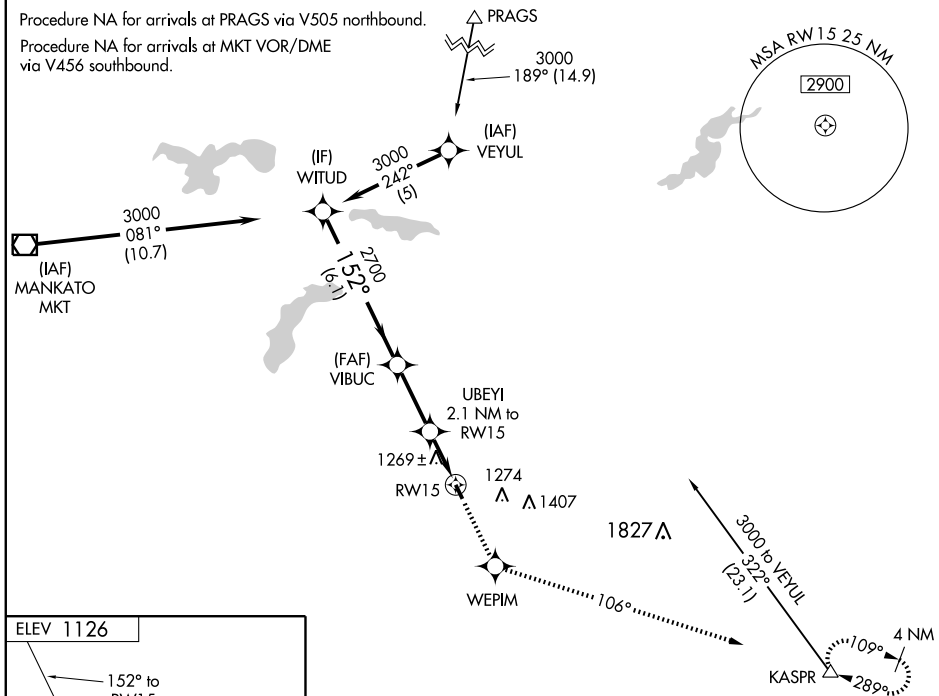 Procedure NA for arrivals at PRAGS via V505 northbound.
Procedure NA for arrivals at MKT VOR/DME
via V456 southbound.
PRAGS
3000
189° (14.9)
MSA RW15 25 NM
2900
(IAF)
VEYUL
3000
242°
(5)
(IF)
WITUD
3000
081°
(10.7)
(IAF)
MANKATO
MKT
2700
152°
(6.1)
(FAF)
VIBUC
UBEYI
2.1 NM to
RW15
1269±
RW15
1274
1407
1827
3000 to VEYUL
322°
(23.1)
WEPIM
106°
KASPR
109°
4 NM
289°
ELEV 1126
152° to
RW15